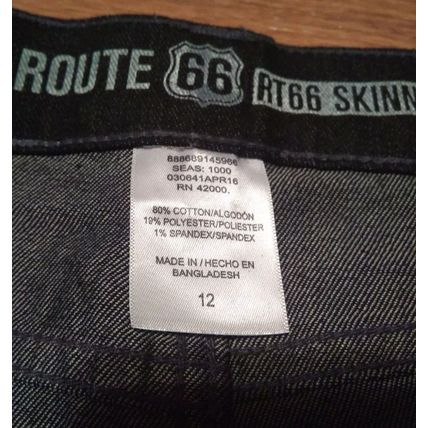 ROUTE 66 RT66 SKINN
888689145966
SEAS: 1000
030641APR16
RN 42000.
80% COTTON/ALGODÓN
19% POLYESTER/POLIESTER
1% SPANDEX/SPANDEX
MADE IN / HECHO EN
BANGLADESH
12